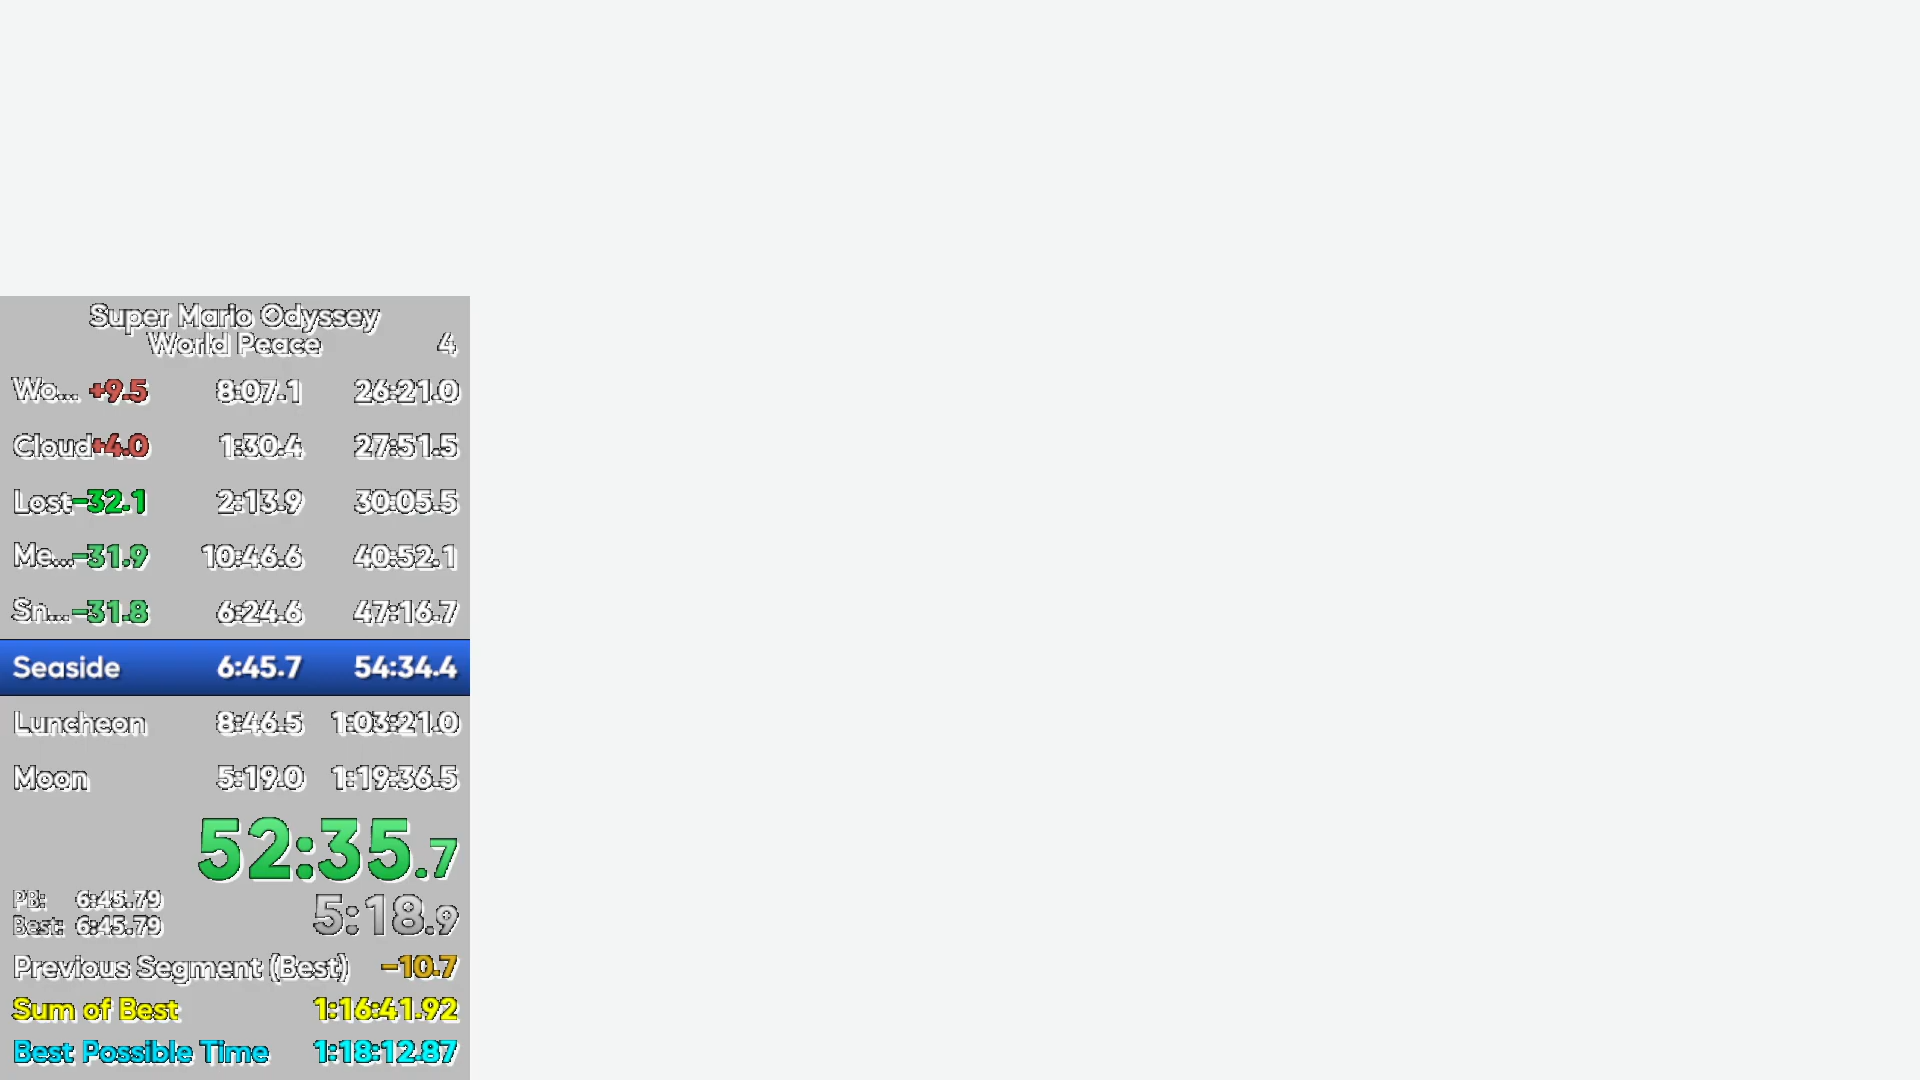 Super Mario Odyssey
World Peace 4
Wo... +9.5 8:07.1 26:21.0
Cloud+4.0 1:30.4 27:51.5
Lost−32.1 2:13.9 30:05.5
Me...−31.9 10:46.6 40:52.1
Sn...−31.8 6:24.6 47:16.7
Seaside 6:45.7 54:34.4
Luncheon 8:46.5 1:03:21.0
Moon 5:19.0 1:19:36.5
52:35.7
PB: 6:45.79 5:18.9
Best: 6:45.79
Previous Segment (Best) −10.7
Sum of Best 1:16:41.92
Best Possible Time 1:18:12.87